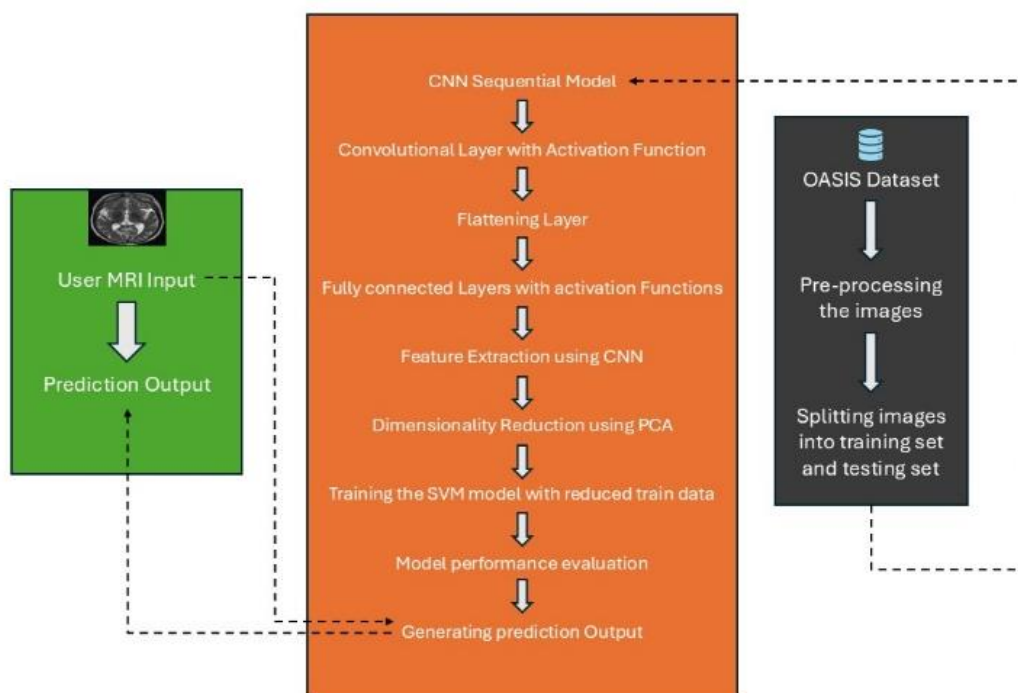 User MRI Input
Prediction Output
CNN Sequential Model
Convolutional Layer with Activation Function
Flattening Layer
Fully connected Layers with activation Functions
Feature Extraction using CNN
Dimensionality Reduction using PCA
Training the SVM model with reduced train data
Model performance evaluation
Generating prediction Output
OASIS Dataset
Pre-processing
the images
Splitting images
into training set
and testing set